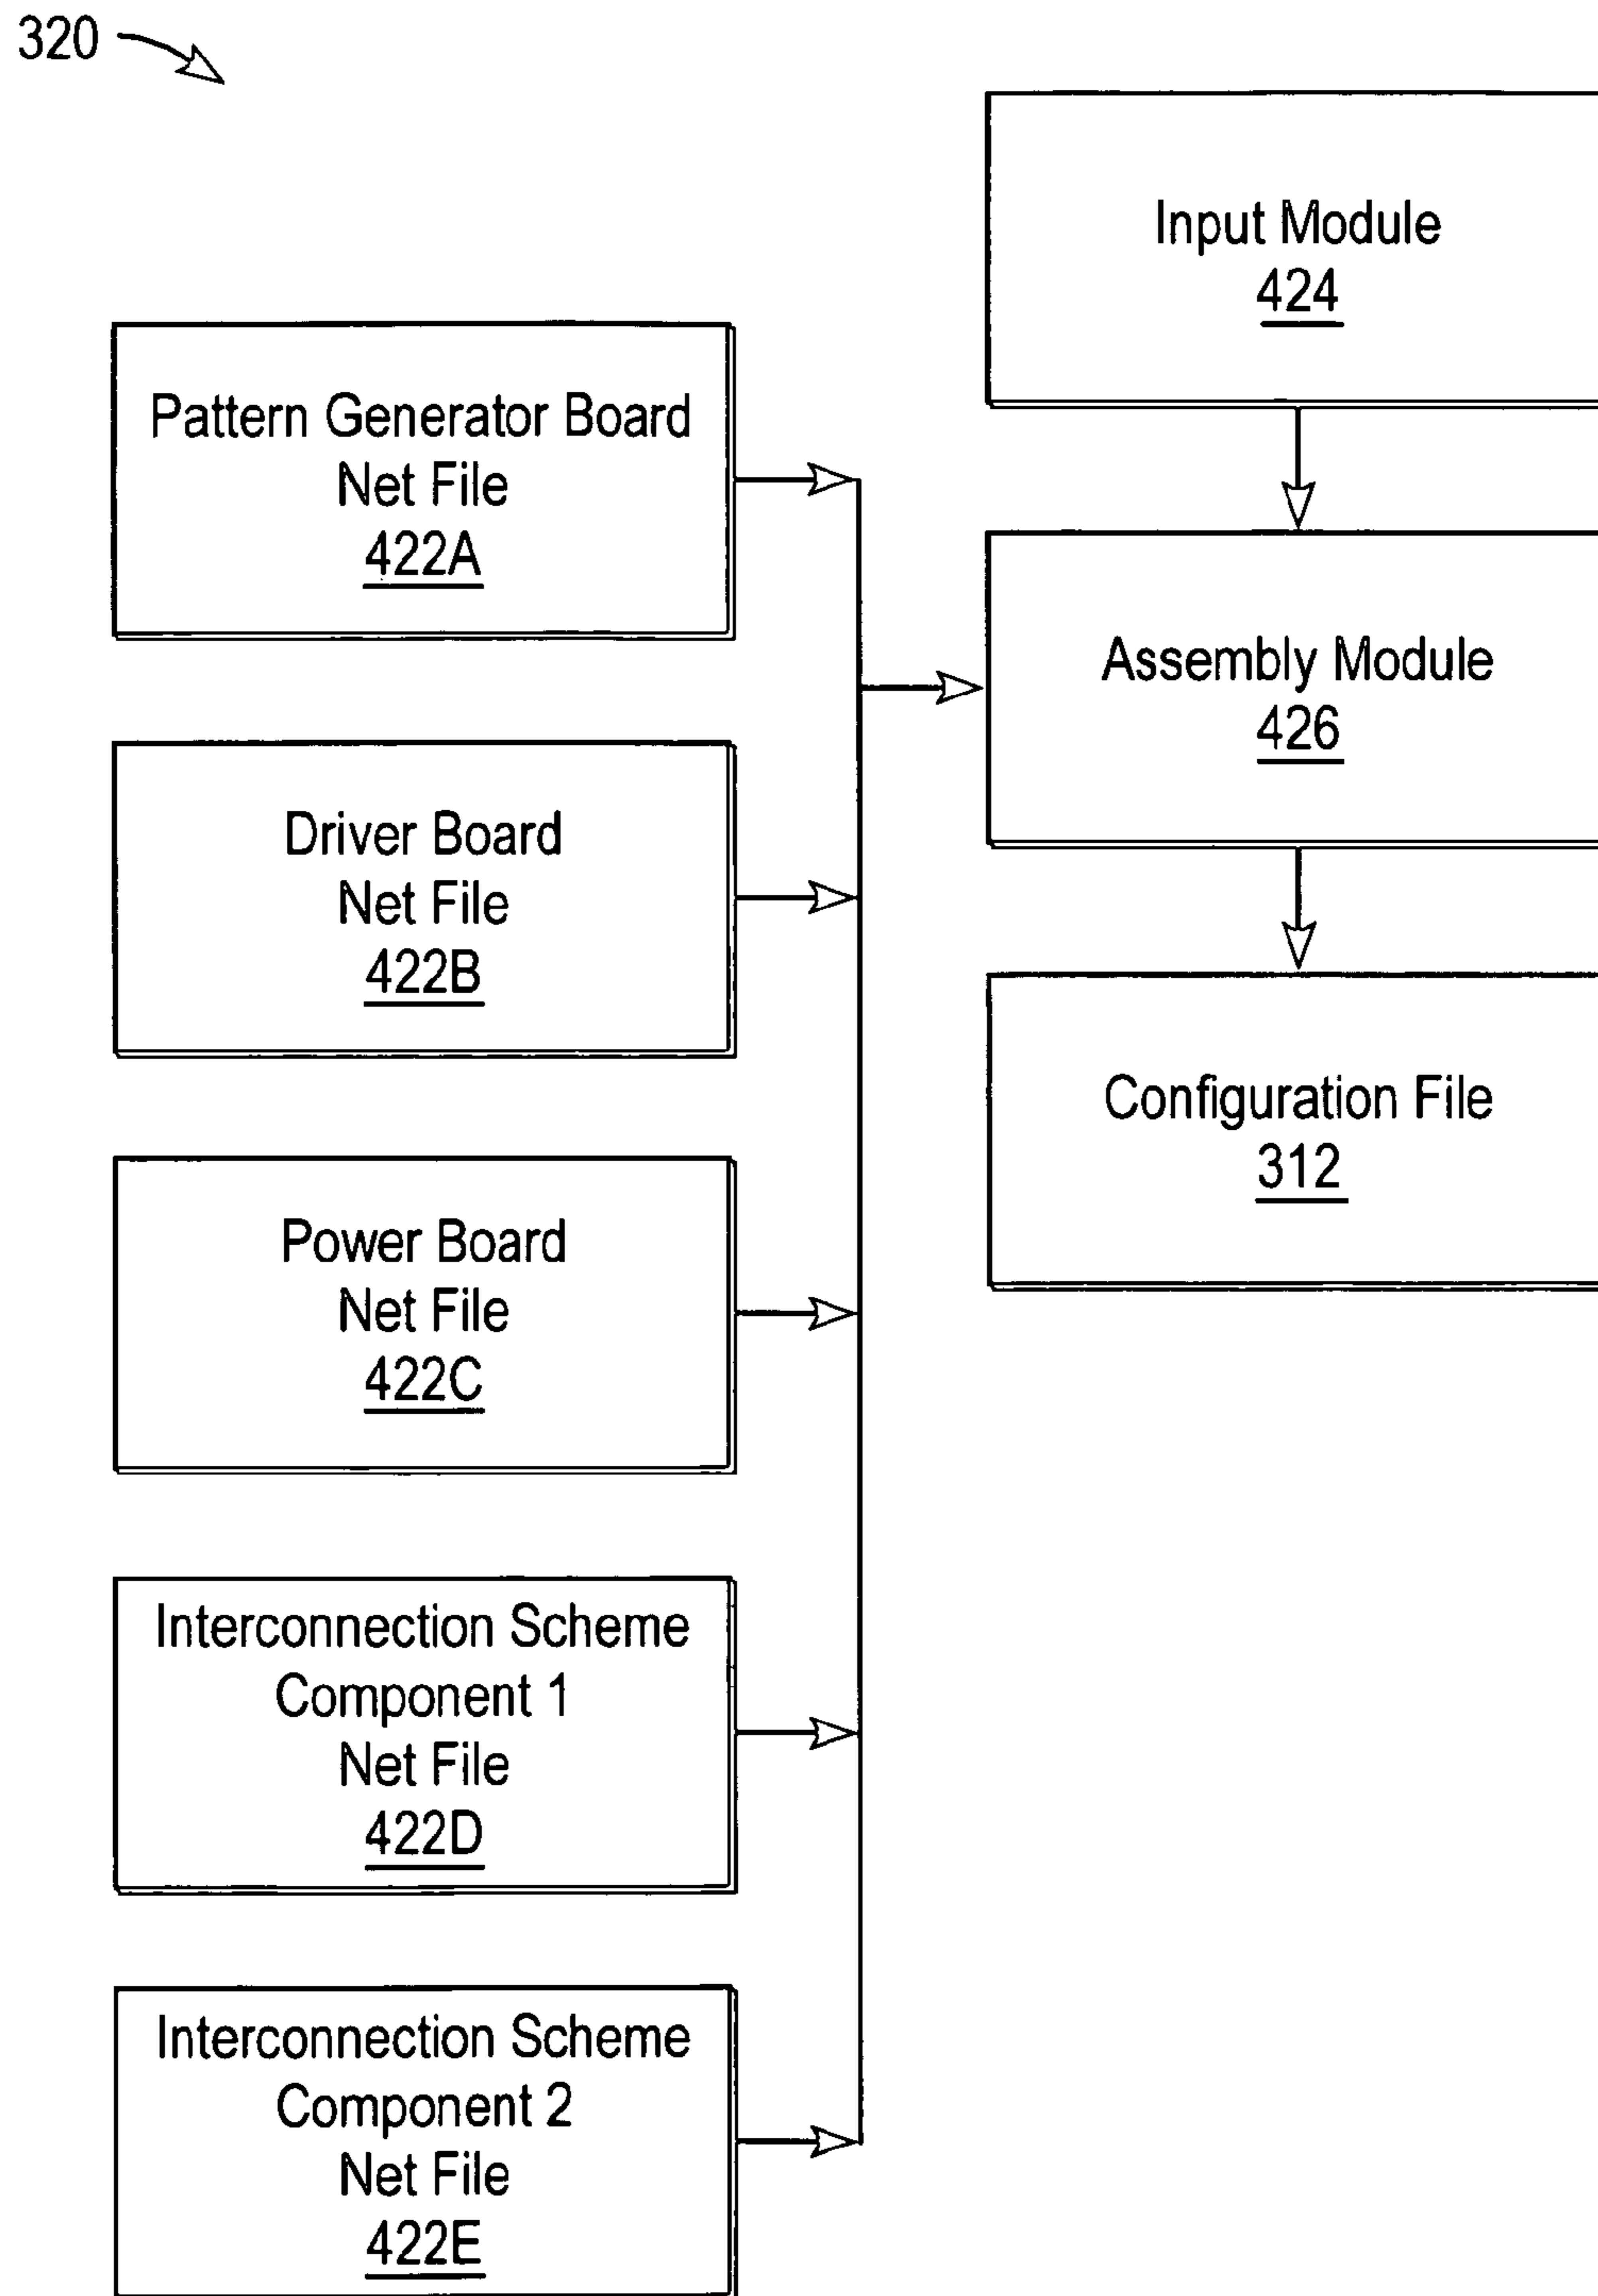 320
Input Module
424
Pattern Generator Board
Net File
422A
Assembly Module
426
Driver Board
Net File
422B
Configuration File
312
Power Board
Net File
422C
Interconnection Scheme
Component 1
Net File
422D
Interconnection Scheme
Component 2
Net File
422E